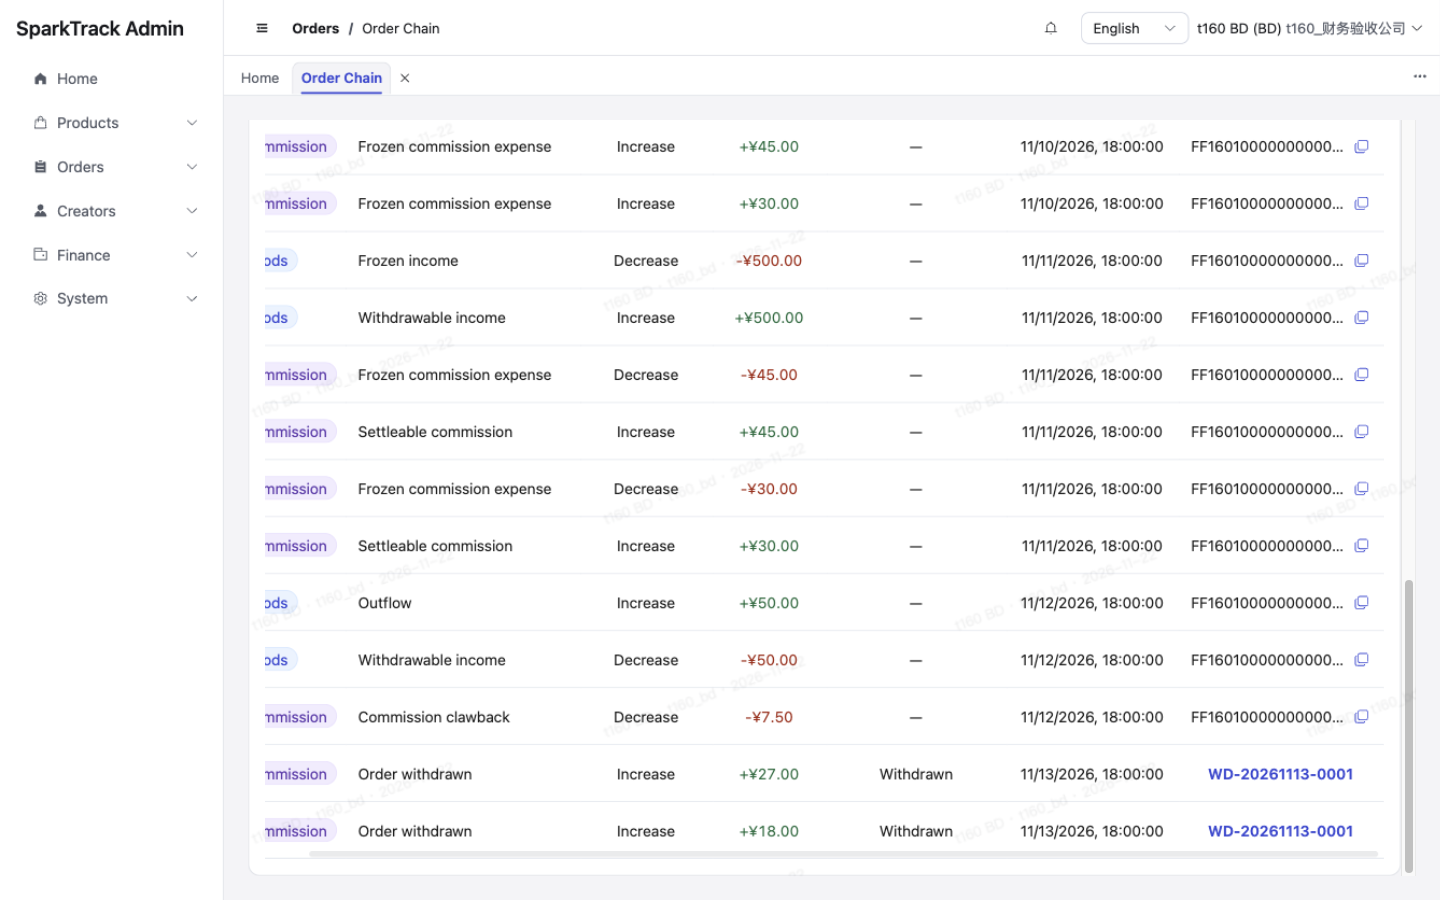 SparkTrack Admin
Orders / Order Chain
English
t160 BD (BD) t160_财务验收公司
Home
Products
Orders
Creators
Finance
System
Home
Order Chain
mmission Frozen commission expense Increase +¥45.00 — 11/10/2026, 18:00:00 FF16010000000000...
mmission Frozen commission expense Increase +¥30.00 — 11/10/2026, 18:00:00 FF16010000000000...
ods Frozen income Decrease -¥500.00 — 11/11/2026, 18:00:00 FF16010000000000...
ods Withdrawable income Increase +¥500.00 — 11/11/2026, 18:00:00 FF16010000000000...
mmission Frozen commission expense Decrease -¥45.00 — 11/11/2026, 18:00:00 FF16010000000000...
mmission Settleable commission Increase +¥45.00 — 11/11/2026, 18:00:00 FF16010000000000...
mmission Frozen commission expense Decrease -¥30.00 — 11/11/2026, 18:00:00 FF16010000000000...
mmission Settleable commission Increase +¥30.00 — 11/11/2026, 18:00:00 FF16010000000000...
ods Outflow Increase +¥50.00 — 11/12/2026, 18:00:00 FF16010000000000...
ods Withdrawable income Decrease -¥50.00 — 11/12/2026, 18:00:00 FF16010000000000...
mmission Commission clawback Decrease -¥7.50 — 11/12/2026, 18:00:00 FF16010000000000...
mmission Order withdrawn Increase +¥27.00 Withdrawn 11/13/2026, 18:00:00 WD-20261113-0001
mmission Order withdrawn Increase +¥18.00 Withdrawn 11/13/2026, 18:00:00 WD-20261113-0001
t160 BD · t160_bd · 2026-11-22